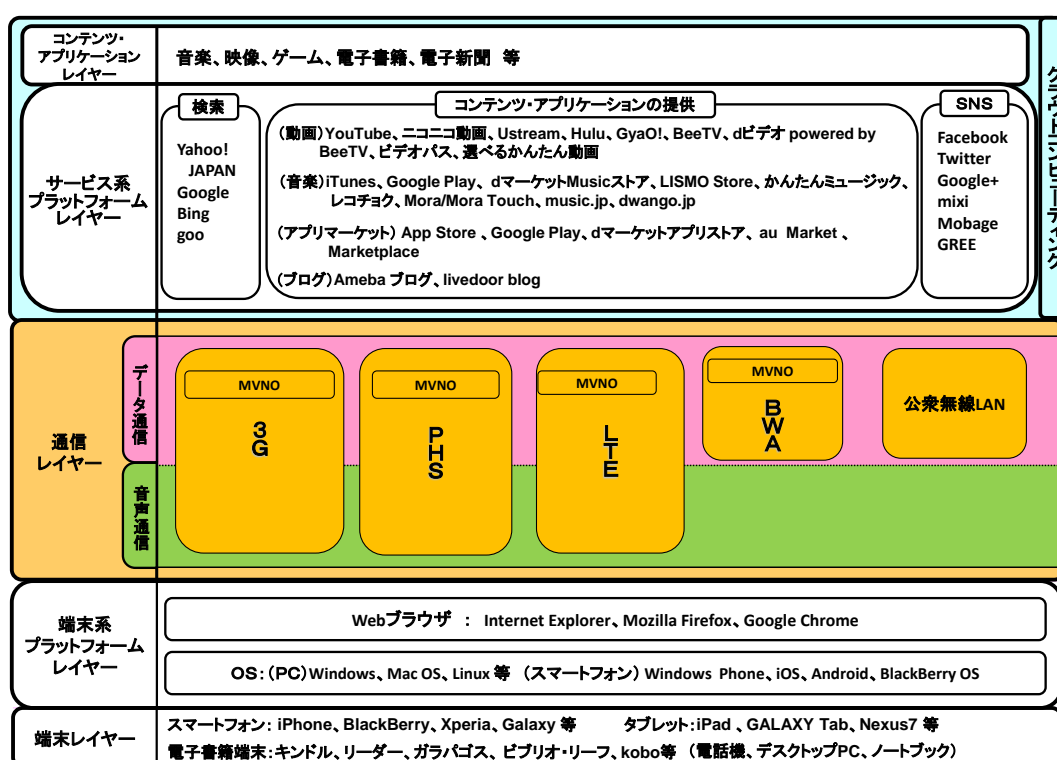 コンテンツ・
アプリケーション
レイヤー
音楽、映像、ゲーム、電子書籍、電子新聞 等
クラウドコンピューティング
サービス系
プラットフォーム
レイヤー
検索
Yahoo!
JAPAN
Google
Bing
goo
コンテンツ・アプリケーションの提供
(動画)YouTube、ニコニコ動画、Ustream、Hulu、GyaO!、BeeTV、dビデオ powered by
BeeTV、ビデオパス、選べるかんたん動画
(音楽)iTunes、Google Play、 dマーケットMusicストア、LISMO Store、かんたんミュージック、
レコチョク、Mora/Mora Touch、music.jp、dwango.jp
(アプリマーケット) App Store 、Google Play、dマーケットアプリストア、 au Market 、
Marketplace
(ブログ)Ameba ブログ、livedoor blog
SNS
Facebook
Twitter
Google+
mixi
Mobage
GREE
通信
レイヤー
データ通信
音声通信
MVNO
3G
MVNO
PHS
MVNO
LTE
MVNO
BWA
公衆無線LAN
端末系
プラットフォーム
レイヤー
Webブラウザ : Internet Explorer、Mozilla Firefox、Google Chrome
OS:(PC)Windows、Mac OS、Linux 等 (スマートフォン) Windows Phone、iOS、Android、BlackBerry OS
端末レイヤー
スマートフォン: iPhone、BlackBerry、Xperia、Galaxy 等 タブレット:iPad 、GALAXY Tab、Nexus7 等
電子書籍端末:キンドル、リーダー、ガラパゴス、ビブリオ・リーフ、kobo等 (電話機、デスクトップPC、ノートブック)